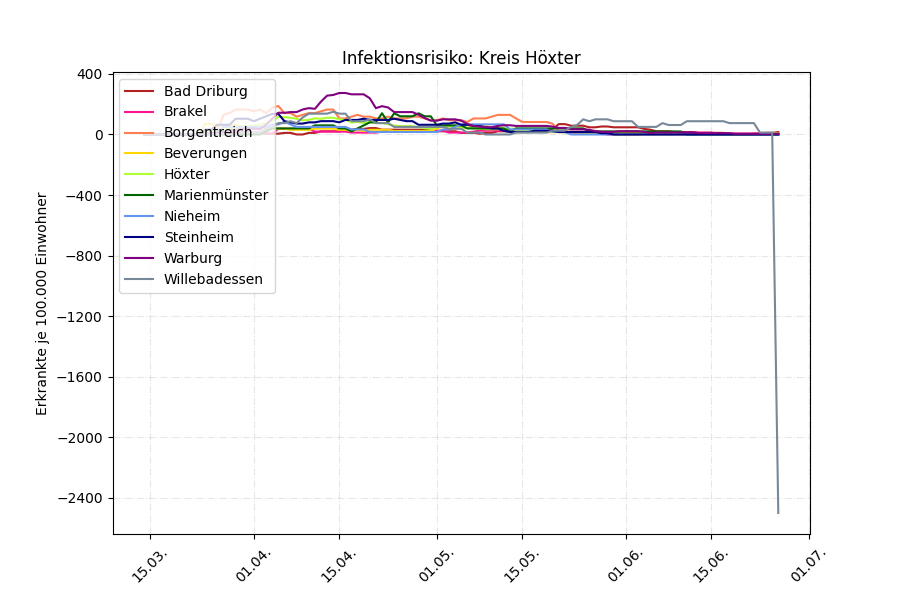 Infektionsrisiko: Kreis Höxter
Erkrankte je 100.000 Einwohner
400
0
−400
−800
−1200
−1600
−2000
−2400
Bad Driburg
Brakel
Borgentreich
Beverungen
Höxter
Marienmünster
Nieheim
Steinheim
Warburg
Willebadessen
15.03.
01.04.
15.04.
01.05.
15.05.
01.06.
15.06.
01.07.